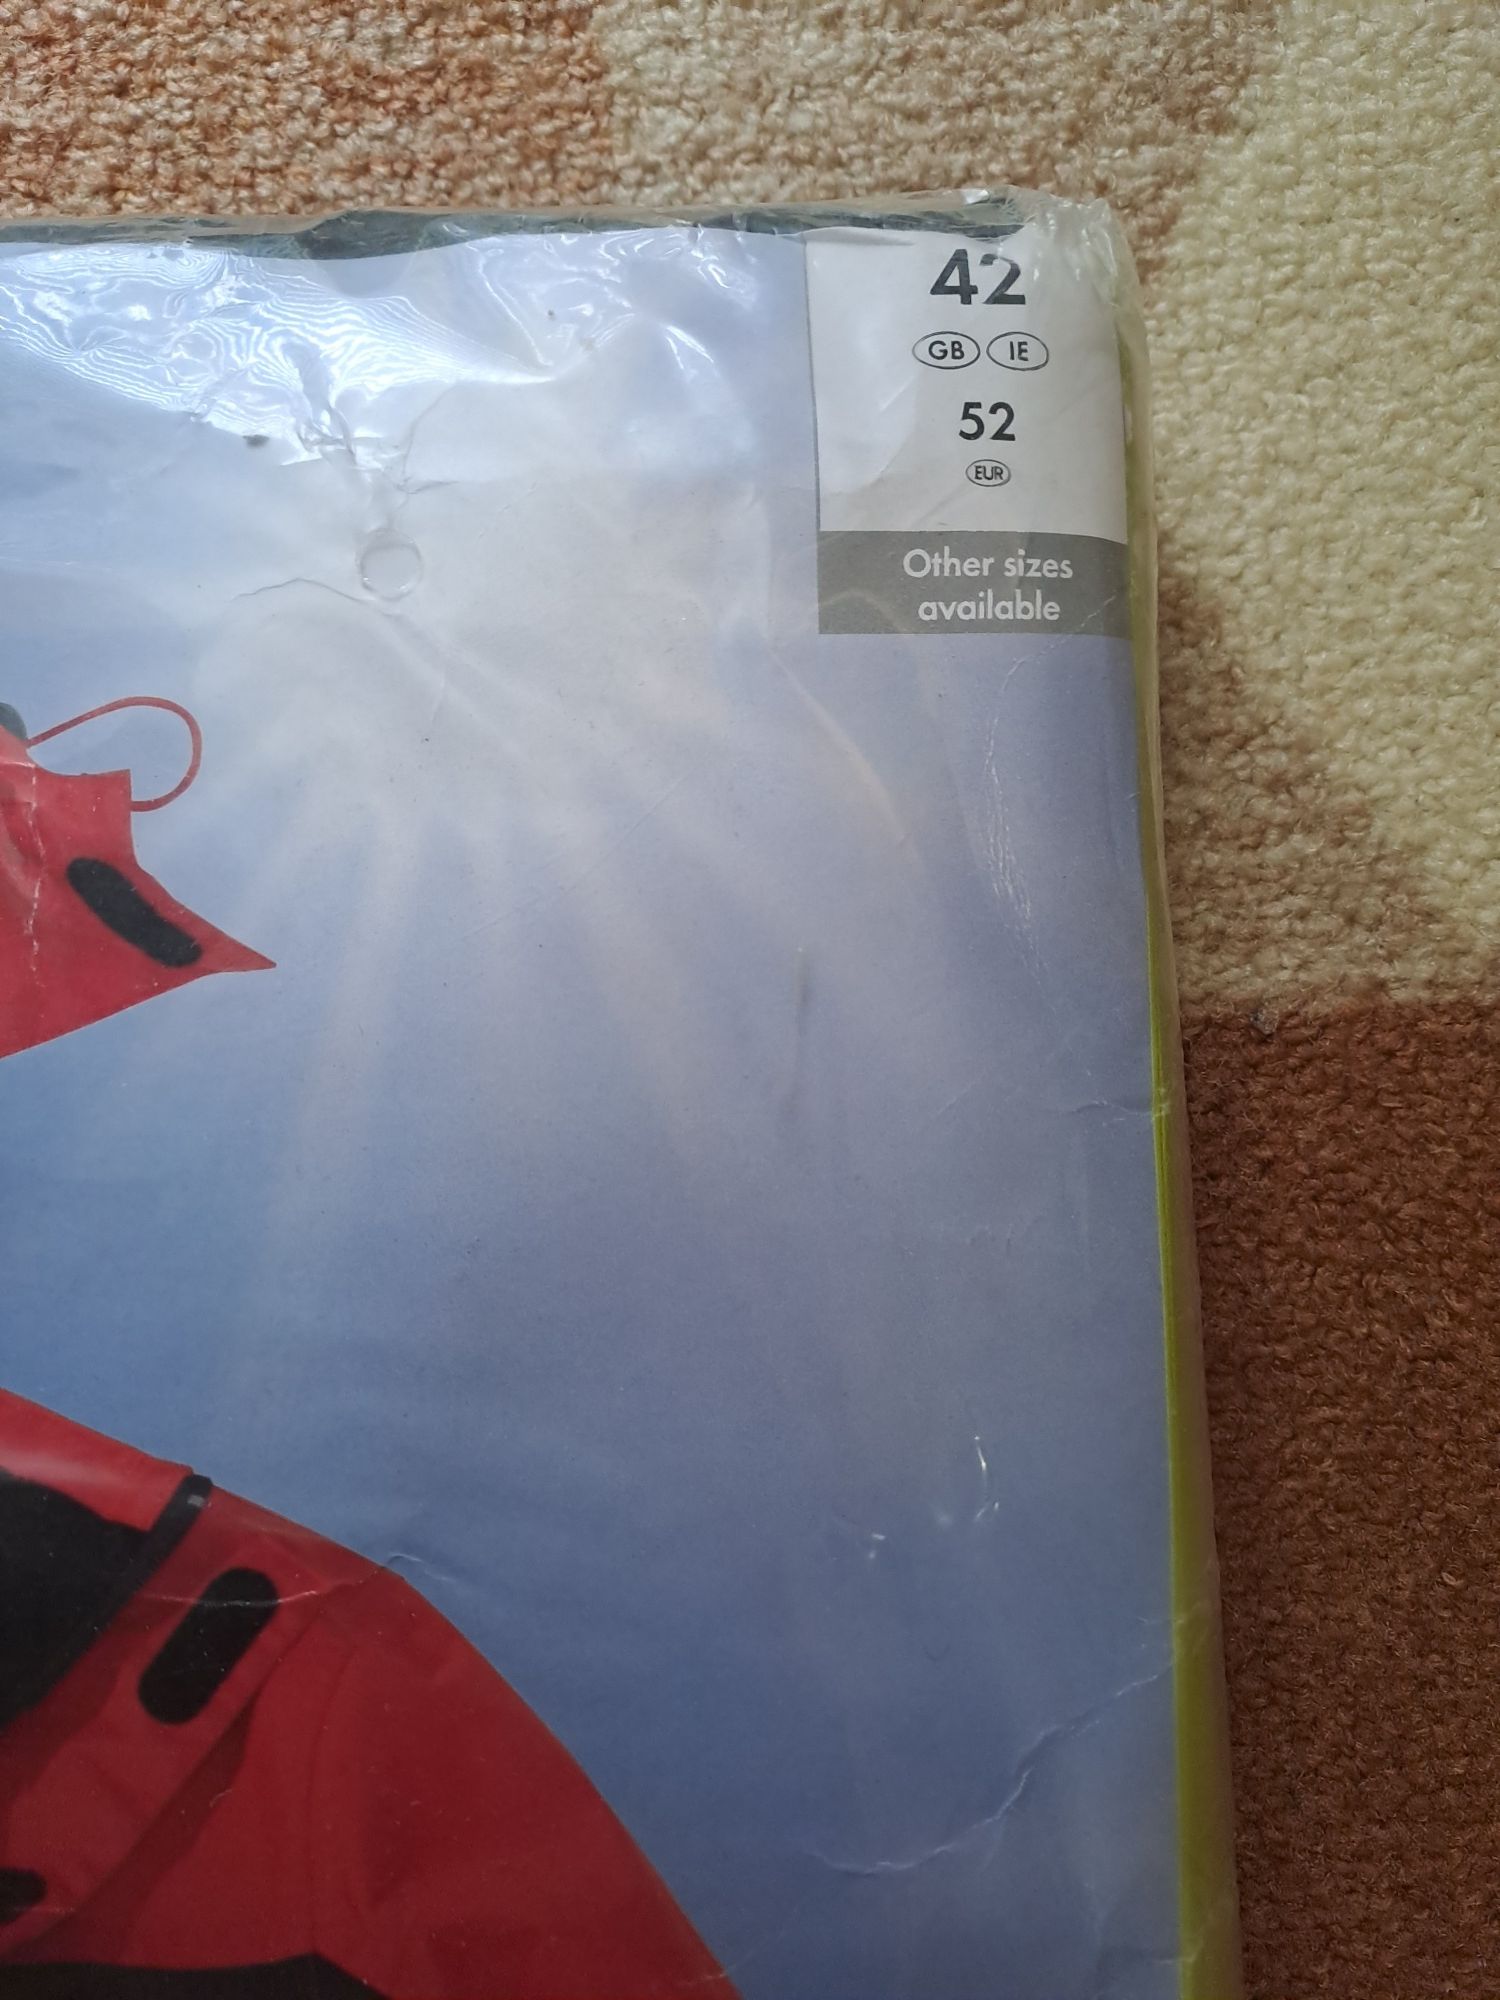 42
GB IE
52
EUR
Other sizes
available